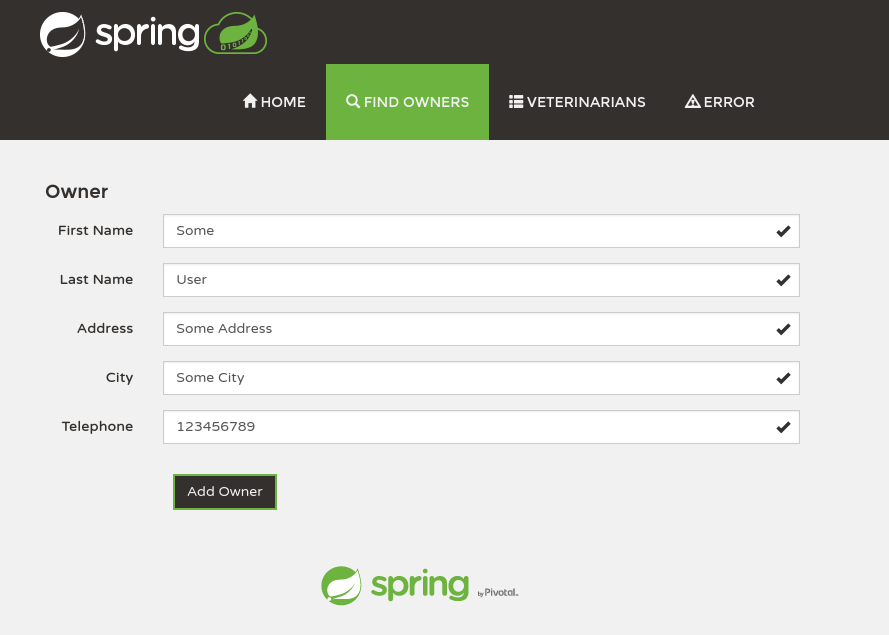 spring
HOME FIND OWNERS VETERINARIANS ERROR
Owner
First Name Some
Last Name User
Address Some Address
City Some City
Telephone 123456789
Add Owner
spring by Pivotal.